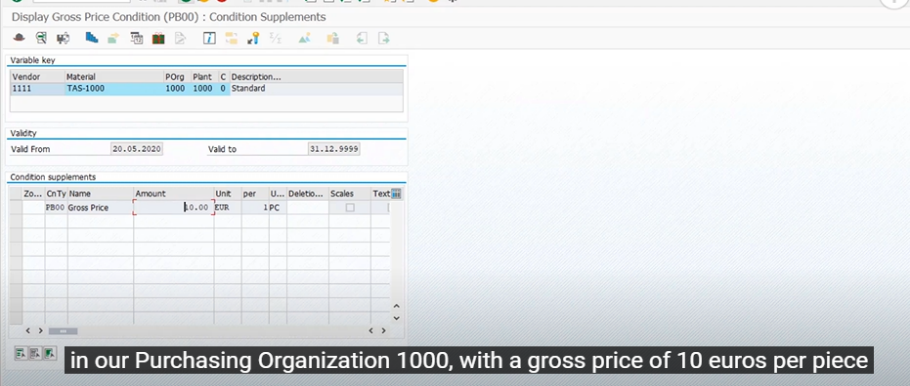 Display Gross Price Condition (PB00) : Condition Supplements
Variable key
Vendor Material POrg Plant C Description...
1111 TAS-1000 1000 1000 0 Standard
Validity
Valid From 20.05.2020 Valid to 31.12.9999
Condition supplements
Zo... CnTy Name Amount Unit per U... Deletio... Scales Text
PB00 Gross Price 10.00 EUR 1 PC
in our Purchasing Organization 1000, with a gross price of 10 euros per piece